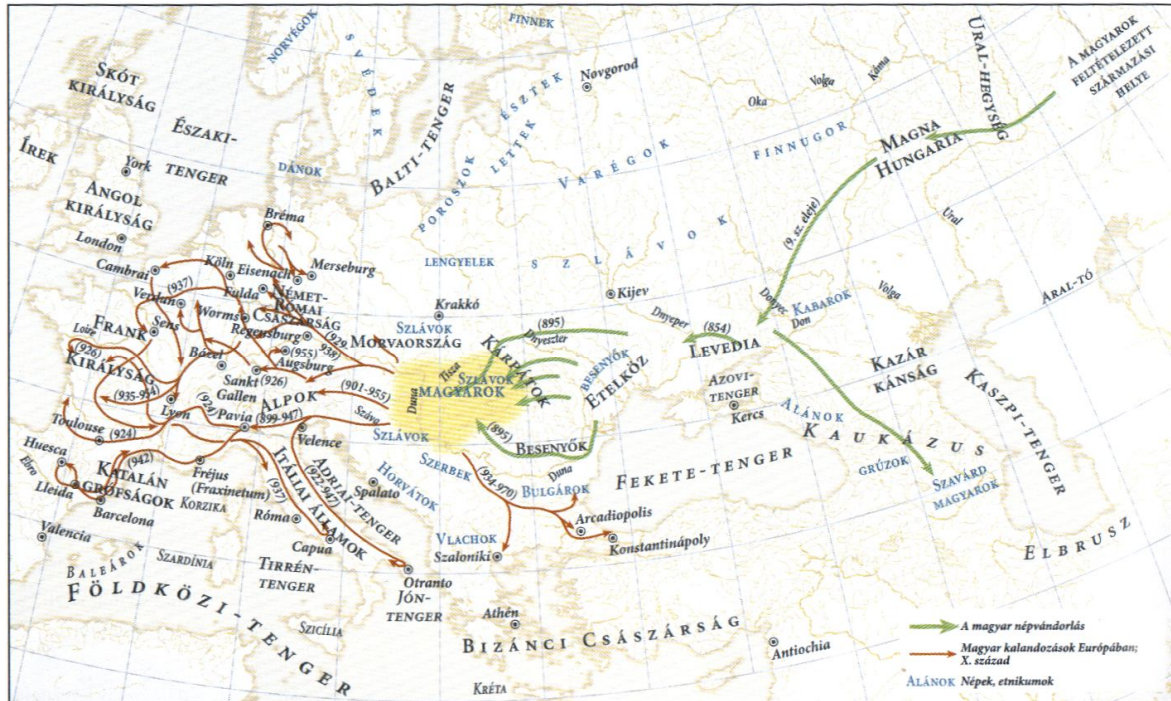 NORVÉGOK
SVÉDEK
FINNEK
Novgorod
Volga
Káma
Oka
URAL-HEGYSÉG
A MAGYAROK
FELTÉTELEZETT
SZÁRMAZÁSI
HELYE
SKÓT
KIRÁLYSÁG
ÍREK
ÉSZAKI-
TENGER
York
ANGOL
KIRÁLYSÁG
London
DÁNOK
BALTI-TENGER
ÉSZTEK
LETTEK
POROSZOK
VARÉGOK
FINNUGOR
MAGNA
HUNGARIA
(9. sz. eleje)
Ural
ARAL-TÓ
Bréma
Merseburg
Köln
Eisenach
Cambrai
(937)
Verdun
Fulda
NÉMET-
RÓMAI
CSÁSZÁRSÁG
Worms
Regensburg
LENGYELEK
SZLÁVOK
Krakkó
Kijev
SZLÁVOK
MORVAORSZÁG
929
938)
FRANK
KIRÁLYSÁG
Sens
Loire
(926)
Bázel
(955)
Augsburg
Sankt
Gallen
(926)
(901-955)
ALPOK
(935-954)
Lyon
(924)
Pavia
(899-947)
Velence
Toulouse
(924)
Huesca
Ebro
Lleida
KATALÁN
GRÓFSÁGOK
(942)
Barcelona
Valencia
Fréjus
(Fraxinetum)
KORZIKA
(937)
ITÁLIAI ÁLLAMOK
(922-947)
ADRIAI-TENGER
Spalato
HORVÁTOK
Róma
Capua
Otranto
BALEÁROK
SZARDÍNIA
TIRRÉN-
TENGER
JÓN-
TENGER
SZICÍLIA
FÖLDKÖZI-TENGER
Duna
Tisza
SZLÁVOK
MAGYAROK
Száva
SZLÁVOK
SZERBEK
KÁRPÁTOK
(895)
Dnyeszter
Dnyeper
BESENYŐK
ETELKÖZ
(895)
BESENYŐK
Duna
(934-970)
BULGÁROK
VLACHOK
Szaloniki
Arcadiopolis
Konstantinápoly
Athén
BIZÁNCI CSÁSZÁRSÁG
KRÉTA
Antiochia
(854)
LEVEDIA
Donyec
Don
KABAROK
Volga
KAZÁR
KÁNSÁG
AZOVI-
TENGER
Kercs
ALÁNOK
KAUKÁZUS
GRÚZOK
SZAVÁRD
MAGYAROK
FEKETE-TENGER
KASZPI-TENGER
ELBRUSZ
A magyar népvándorlás
Magyar kalandozások Európában;
X. század
ALÁNOK Népek, etnikumok